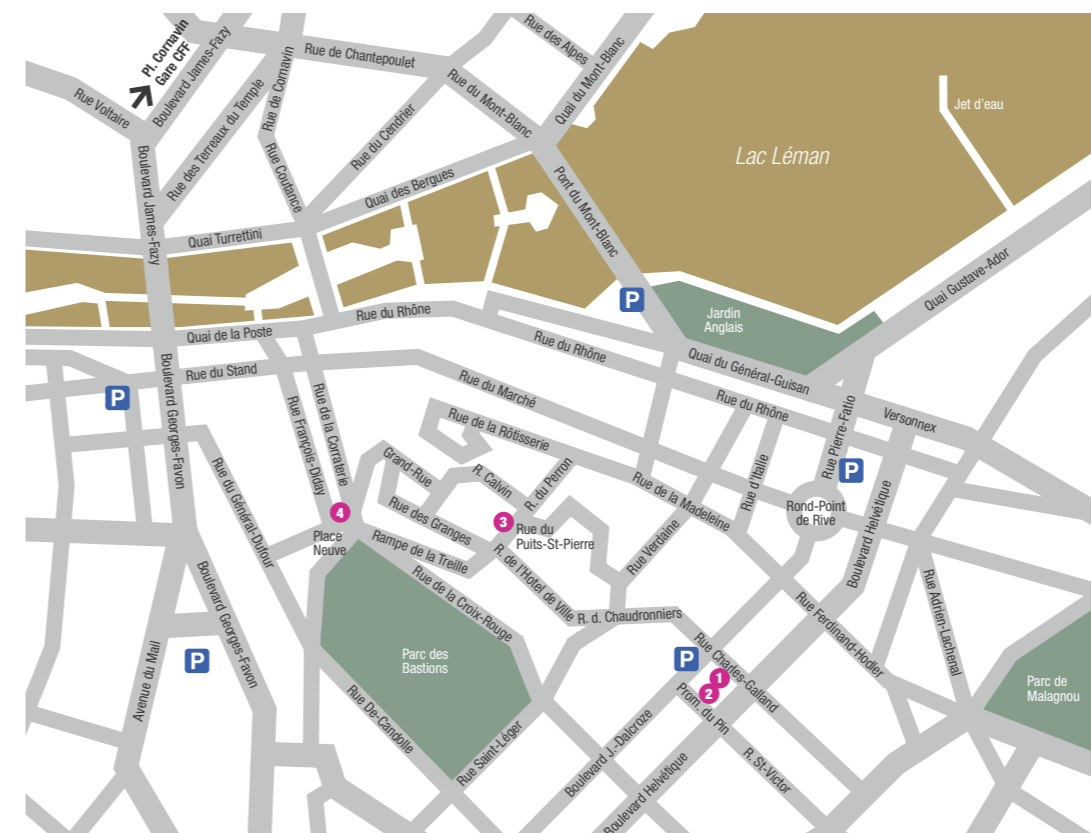 Pl. Cornavin
Gare CFF
Boulevard James-Fazy
Rue Voltaire
Rue des Terreaux du Temple
Rue de Cornavin
Rue de Chantepoulet
Rue des Alpes
Quai du Mont-Blanc
Rue du Mont-Blanc
Rue du Cendrier
Rue Coutance
Boulevard James-Fazy
Quai des Bergues
Quai Turrettini
Pont du Mont-Blanc
Lac Léman
Jet d'eau
Quai Gustave-Ador
Jardin
Anglais
P
Quai de la Poste
Rue du Rhône
Rue du Rhône
Quai du Général-Guisan
Rue du Rhône
Versonnex
Rue du Stand
Rue du Marché
P
Boulevard Georges-Favon
Rue François-Diday
Rue de la Corraterie
Rue de la Rôtisserie
Rue Pierre-Fatio
P
Rue d'Italie
Rond-Point
de Rive
Boulevard Helvétique
Rue de la Madeleine
Grand-Rue
R. Calvin
R. du Perron
Rue des Granges
3
Rue du
Puits-St-Pierre
4
Place
Neuve
Rue du Général-Dufour
Rampe de la Treille
R. de l'Hotel de Ville
Rue Verdaine
Rue de la Croix-Rouge
R. d. Chaudronniers
Rue Ferdinand-Hodler
Rue Adrien-Lachenal
Boulevard Georges-Favon
Avenue du Mail
P
Parc des
Bastions
P
1
2
Rue Charles-Galland
Prom. du Pin
Parc de
Malagnou
Rue De-Candolle
Rue Saint-Léger
Boulevard J.-Dalcroze
Boulevard Helvétique
R. St-Victor